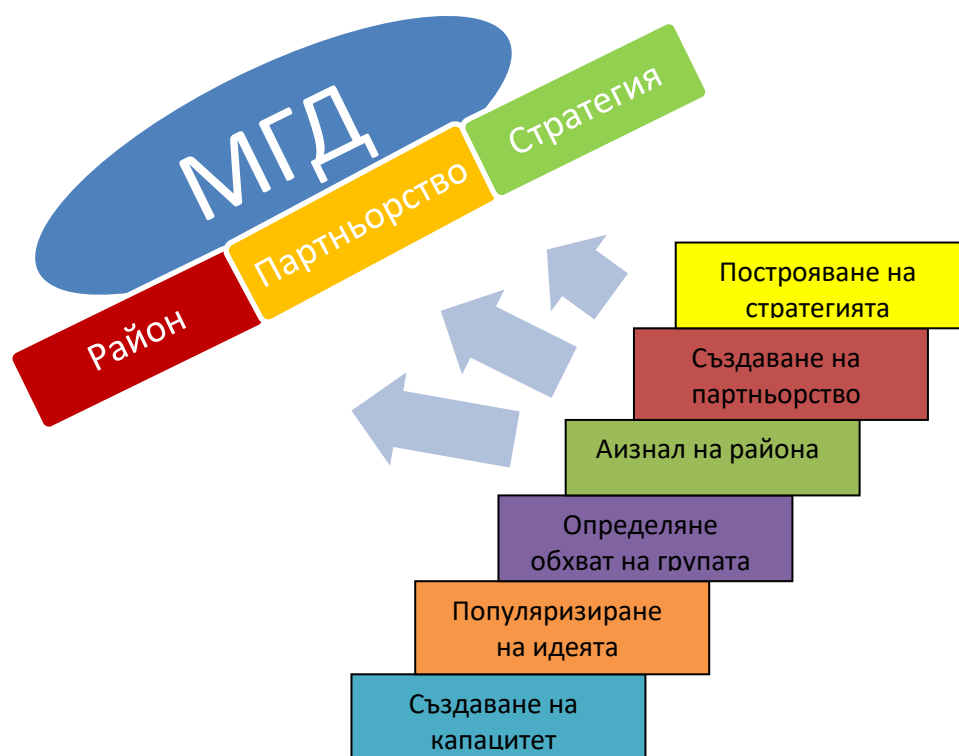 МГД
Район
Партньорство
Стратегия
Построяване на
стратегията
Създаване на
партньорство
Аизнал на района
Определяне
обхват на групата
Популяризиране
на идеята
Създаване на
капацитет